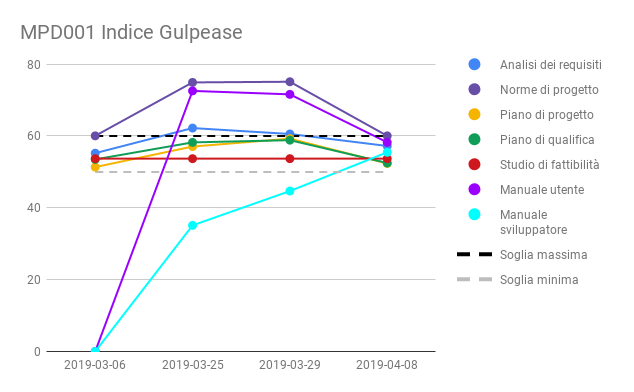 MPD001 Indice Gulpease
80
60
40
20
0
2019-03-06
2019-03-25
2019-03-29
2019-04-08
Analisi dei requisiti
Norme di progetto
Piano di progetto
Piano di qualifica
Studio di fattibilità
Manuale utente
Manuale
sviluppatore
Soglia massima
Soglia minima